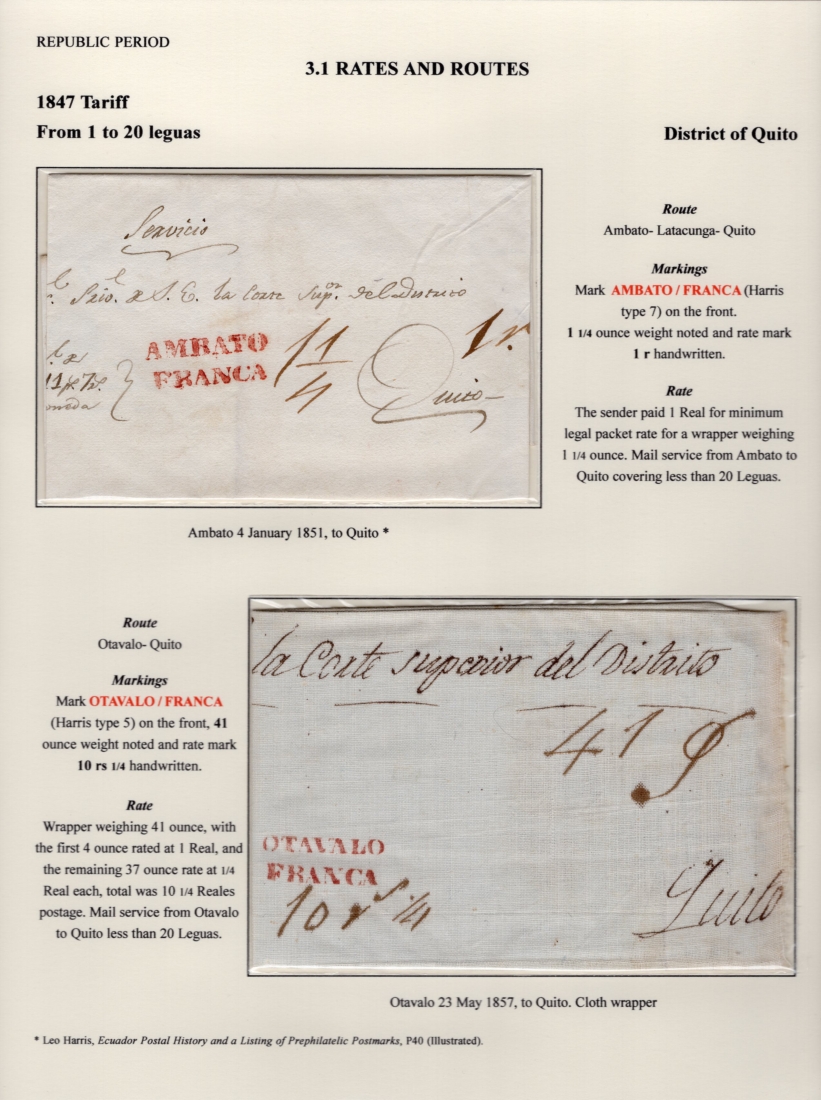 REPUBLIC PERIOD
3.1 RATES AND ROUTES
1847 Tariff
From 1 to 20 leguas
District of Quito
Servicio
a S. E. la Corte Supor. del Distrito
AMBATO
FRANCA
1 1/4
1 r.
Quito
Route
Ambato- Latacunga- Quito
Markings
Mark AMBATO / FRANCA (Harris
type 7) on the front.
1 1/4 ounce weight noted and rate mark
1 r handwritten.
Rate
The sender paid 1 Real for minimum
legal packet rate for a wrapper weighing
1 1/4 ounce. Mail service from Ambato to
Quito covering less than 20 Leguas.
Ambato 4 January 1851, to Quito *
Route
Otavalo- Quito
Markings
Mark OTAVALO / FRANCA
(Harris type 5) on the front, 41
ounce weight noted and rate mark
10 rs 1/4 handwritten.
Rate
Wrapper weighing 41 ounce, with
the first 4 ounce rated at 1 Real, and
the remaining 37 ounce rate at 1/4
Real each, total was 10 1/4 Reales
postage. Mail service from Otavalo
to Quito less than 20 Leguas.
la Corte superior del Distrito
41
OTAVALO
FRANCA
10 rs 1/4
Quito
Otavalo 23 May 1857, to Quito. Cloth wrapper
* Leo Harris, Ecuador Postal History and a Listing of Prephilatelic Postmarks, P40 (Illustrated).